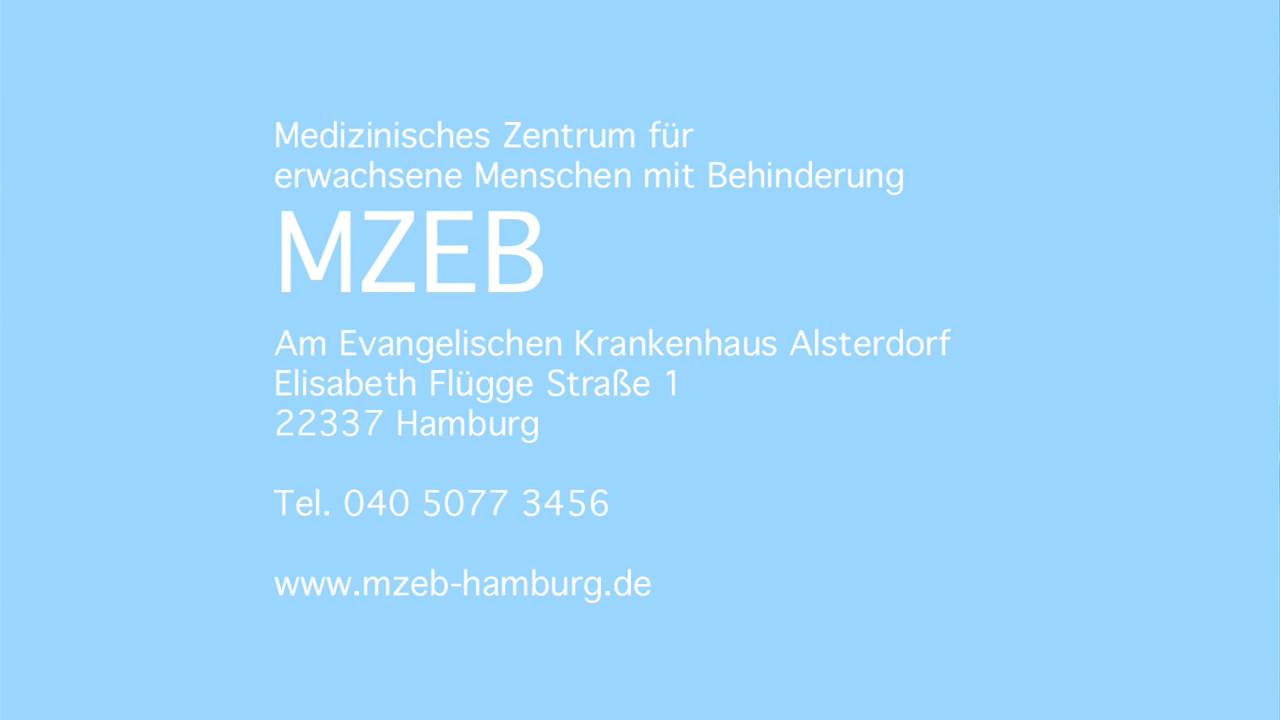 Medizinisches Zentrum für
erwachsene Menschen mit Behinderung
MZEB
Am Evangelischen Krankenhaus Alsterdorf
Elisabeth Flügge Straße 1
22337 Hamburg
Tel. 040 5077 3456
www.mzeb-hamburg.de